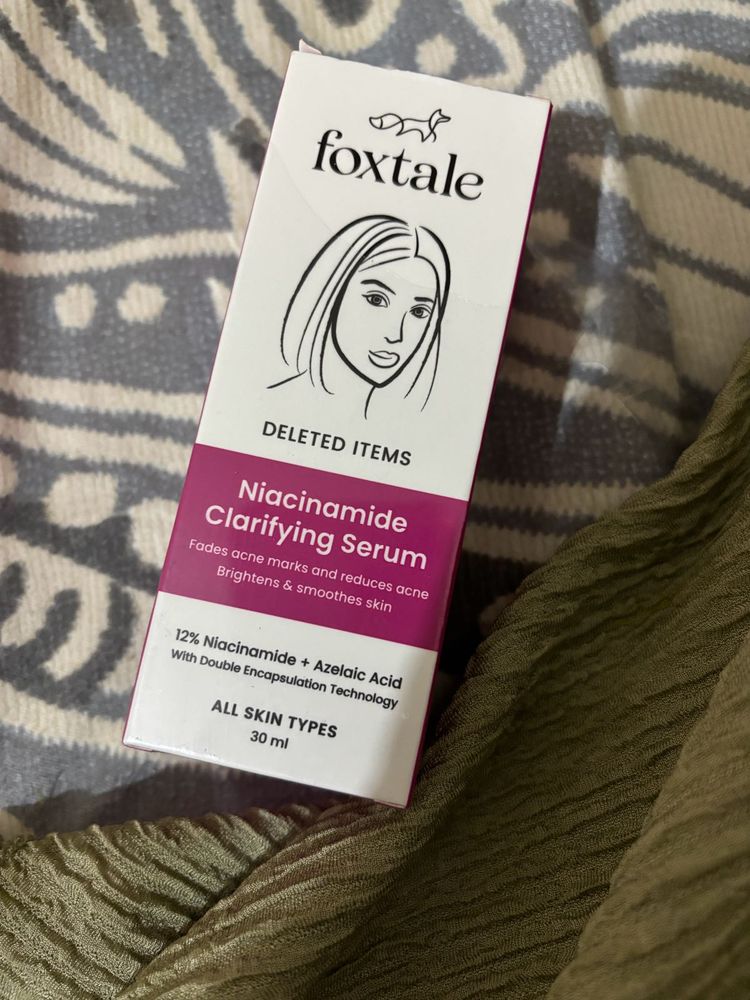 foxtale
DELETED ITEMS
Niacinamide
Clarifying Serum
Fades acne marks and reduces acne
Brightens & smoothes skin
12% Niacinamide + Azelaic Acid
With Double Encapsulation Technology
ALL SKIN TYPES
30 ml